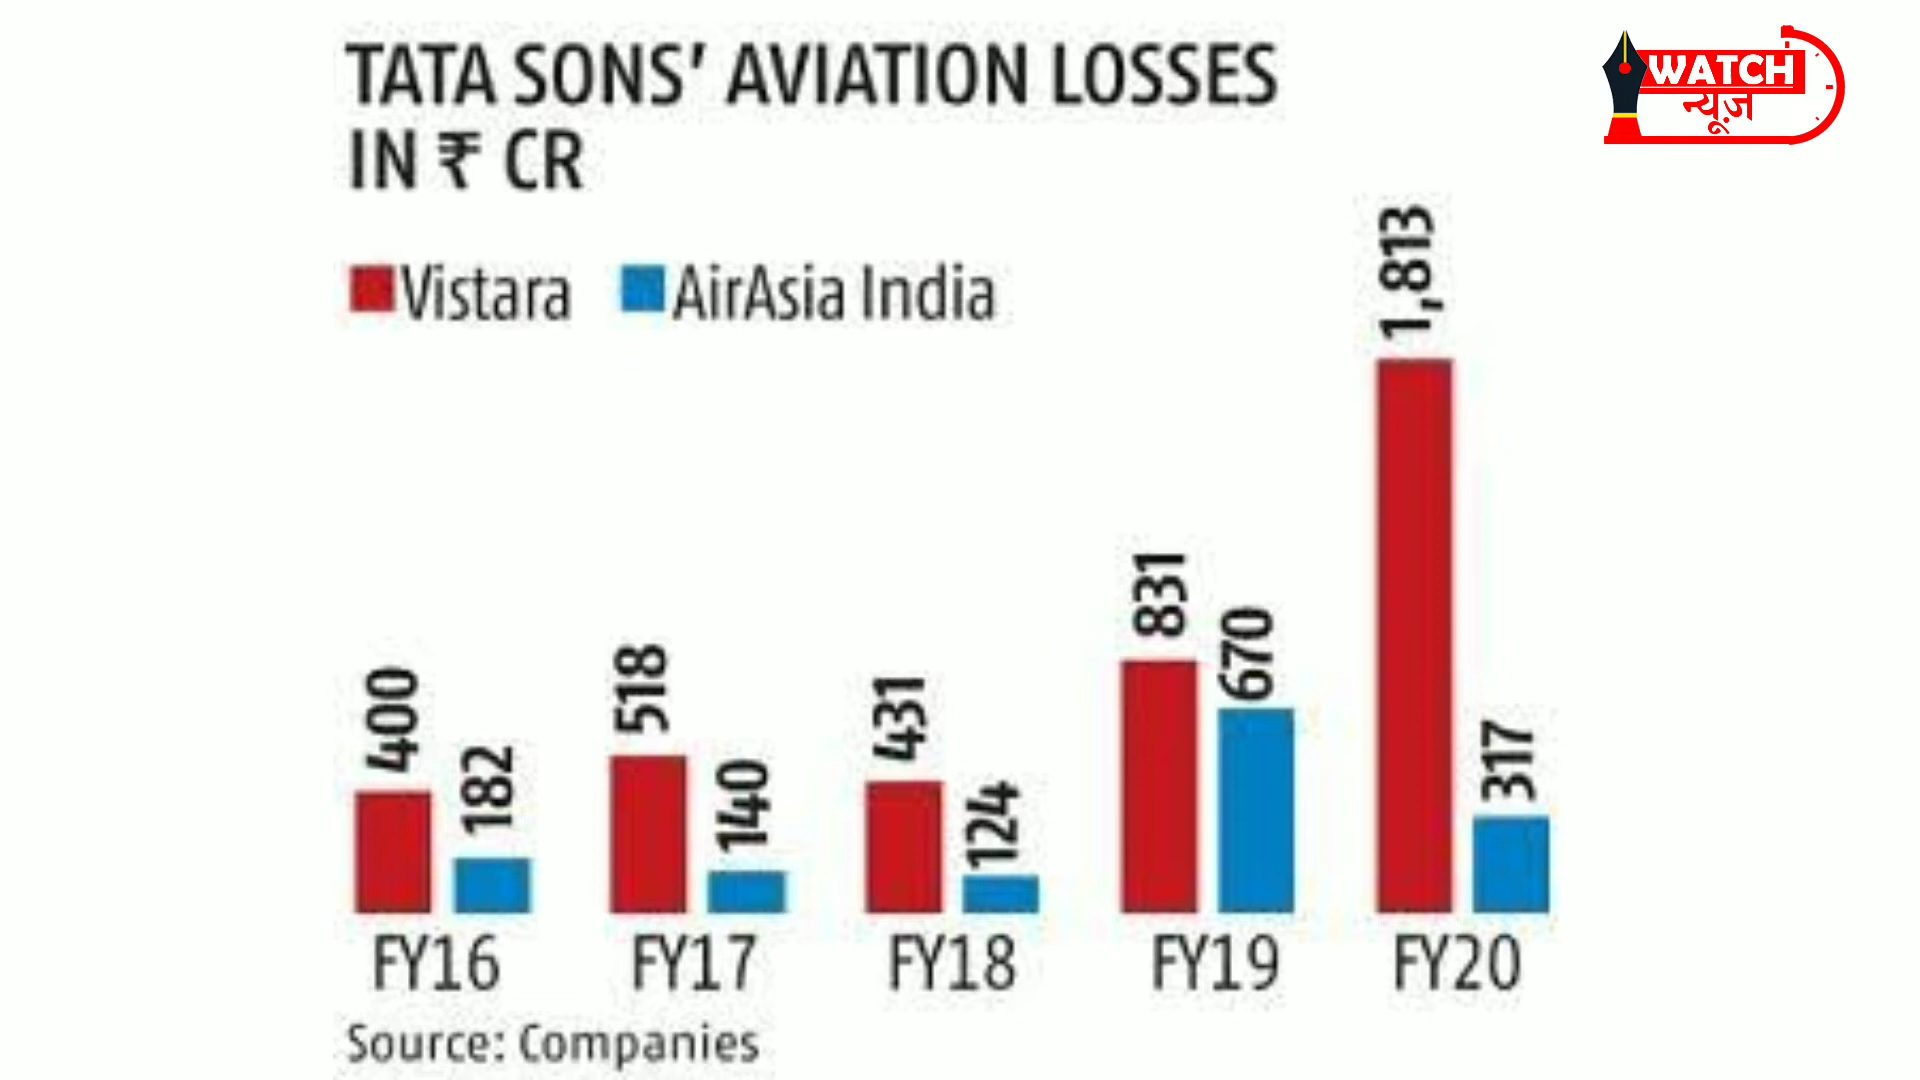 TATA SONS' AVIATION LOSSES
IN ₹ CR
Vistara AirAsia India
WATCH
न्यूज़
400 182 518 140 431 124 831 670 1,813 317
FY16 FY17 FY18 FY19 FY20
Source: Companies